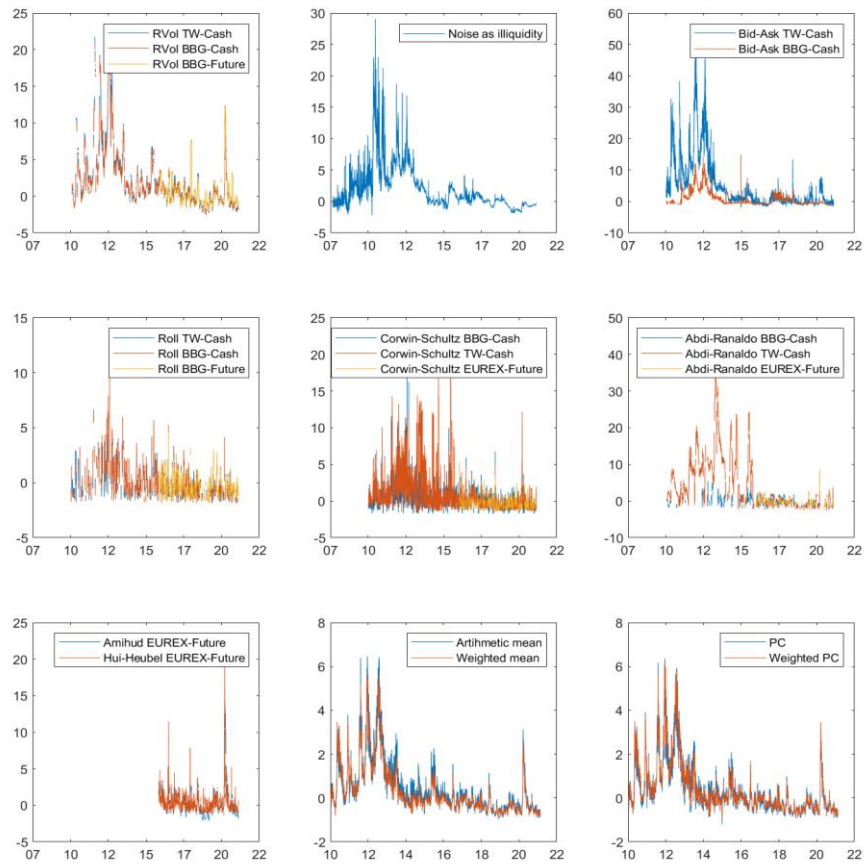 25
RVol TW-Cash
RVol BBG-Cash
RVol BBG-Future
20
15
10
5
0
-5
07 10 12 15 17 20 22
30
Noise as illiquidity
25
20
15
10
5
0
-5
07 10 12 15 17 20 22
60
Bid-Ask TW-Cash
Bid-Ask BBG-Cash
50
40
30
20
10
0
-10
07 10 12 15 17 20 22
15
Roll TW-Cash
Roll BBG-Cash
Roll BBG-Future
10
5
0
-5
07 10 12 15 17 20 22
25
Corwin-Schultz BBG-Cash
Corwin-Schultz TW-Cash
Corwin-Schultz EUREX-Future
20
15
10
5
0
-5
07 10 12 15 17 20 22
50
Abdi-Ranaldo BBG-Cash
Abdi-Ranaldo TW-Cash
Abdi-Ranaldo EUREX-Future
40
30
20
10
0
-10
07 10 12 15 17 20 22
25
Amihud EUREX-Future
Hui-Heubel EUREX-Future
20
15
10
5
0
-5
07 10 12 15 17 20 22
8
Artihmetic mean
Weighted mean
6
4
2
0
-2
10 12 14 16 18 20 22
8
PC
Weighted PC
6
4
2
0
-2
10 12 14 16 18 20 22